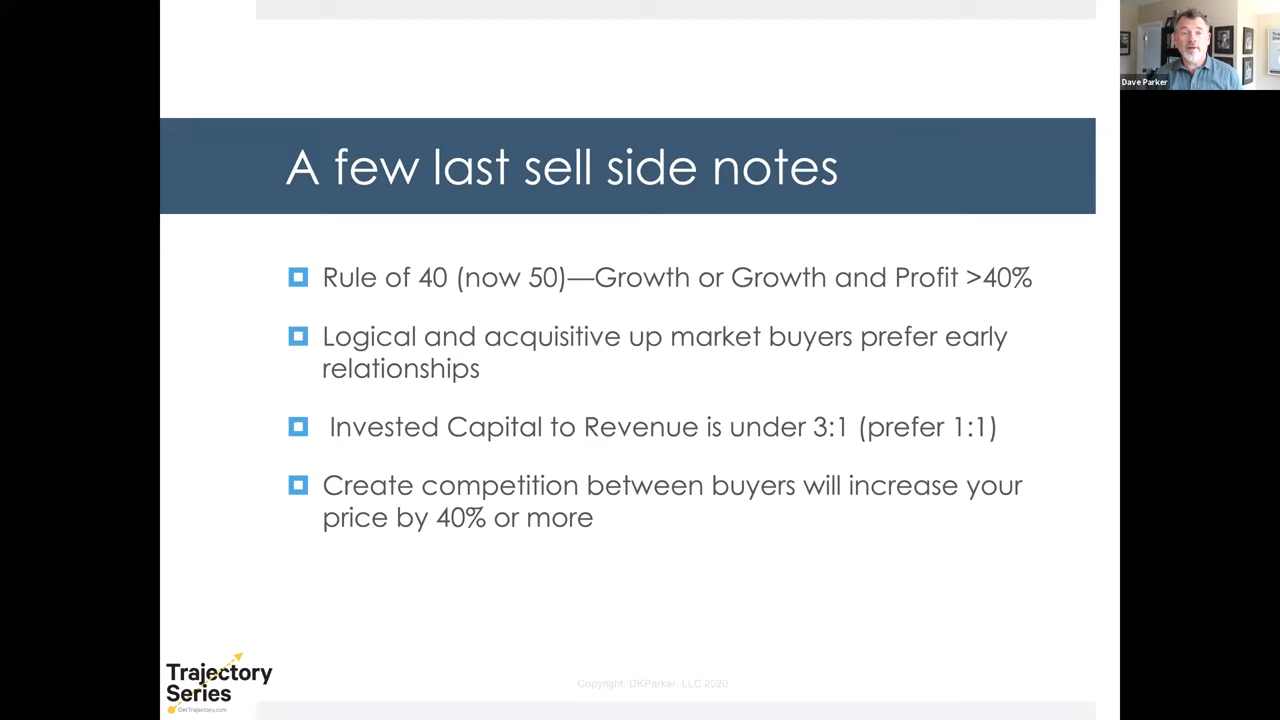 Dave Parker
A few last sell side notes
Rule of 40 (now 50)—Growth or Growth and Profit >40%
Logical and acquisitive up market buyers prefer early
relationships
Invested Capital to Revenue is under 3:1 (prefer 1:1)
Create competition between buyers will increase your
price by 40% or more
Trajectory
Series
GetTrajectory.com
Copyright, DKParker, LLC 2020